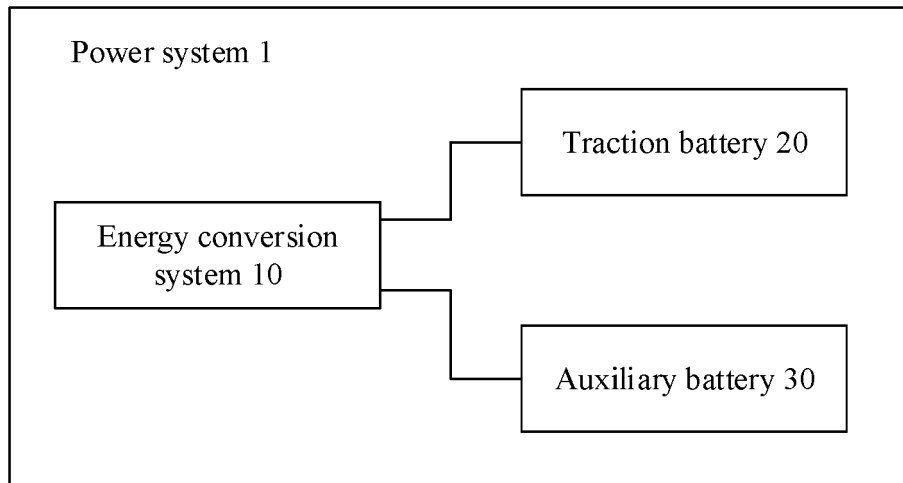 Power system 1
Traction battery 20
Energy conversion
system 10
Auxiliary battery 30